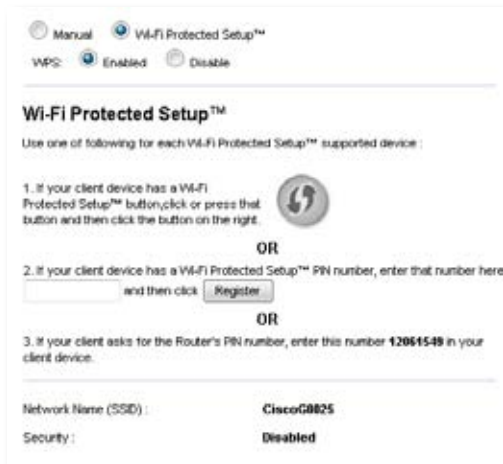 Manual Wi-Fi Protected Setup™
WPS: Enabled Disable
Wi-Fi Protected Setup™
Use one of following for each Wi-Fi Protected Setup™ supported device :
1. If your client device has a Wi-Fi
Protected Setup™ button,click or press that
button and then click the button on the right.
OR
2. If your client device has a Wi-Fi Protected Setup™ PIN number, enter that number here
and then click Register
OR
3. If your client asks for the Router's PIN number, enter this number 12061549 in your
client device.
Network Name (SSID) : CiscoG0025
Security : Disabled